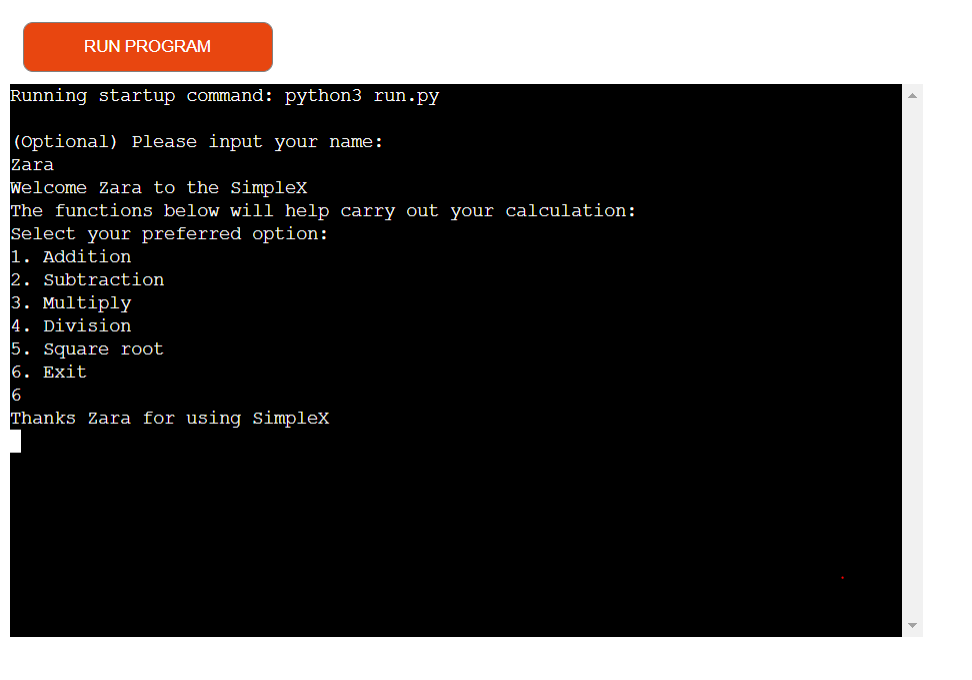 RUN PROGRAM
Running startup command: python3 run.py
(Optional) Please input your name:
Zara
Welcome Zara to the SimpleX
The functions below will help carry out your calculation:
Select your preferred option:
1. Addition
2. Subtraction
3. Multiply
4. Division
5. Square root
6. Exit
6
Thanks Zara for using SimpleX